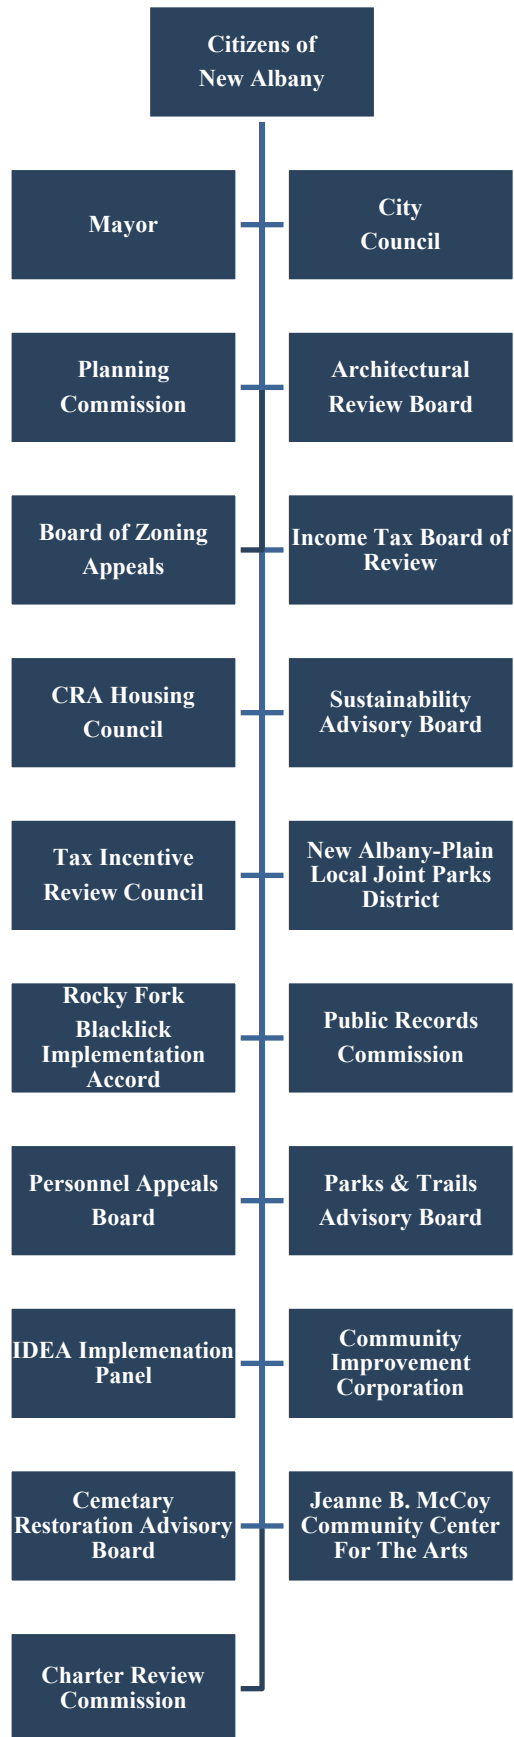 Citizens of
New Albany
Mayor
City
Council
Planning
Commission
Architectural
Review Board
Board of Zoning
Appeals
Income Tax Board of
Review
CRA Housing
Council
Sustainability
Advisory Board
Tax Incentive
Review Council
New Albany-Plain
Local Joint Parks
District
Rocky Fork
Blacklick
Implementation
Accord
Public Records
Commission
Personnel Appeals
Board
Parks & Trails
Advisory Board
IDEA Implemenation
Panel
Community
Improvement
Corporation
Cemetary
Restoration Advisory
Board
Jeanne B. McCoy
Community Center
For The Arts
Charter Review
Commission